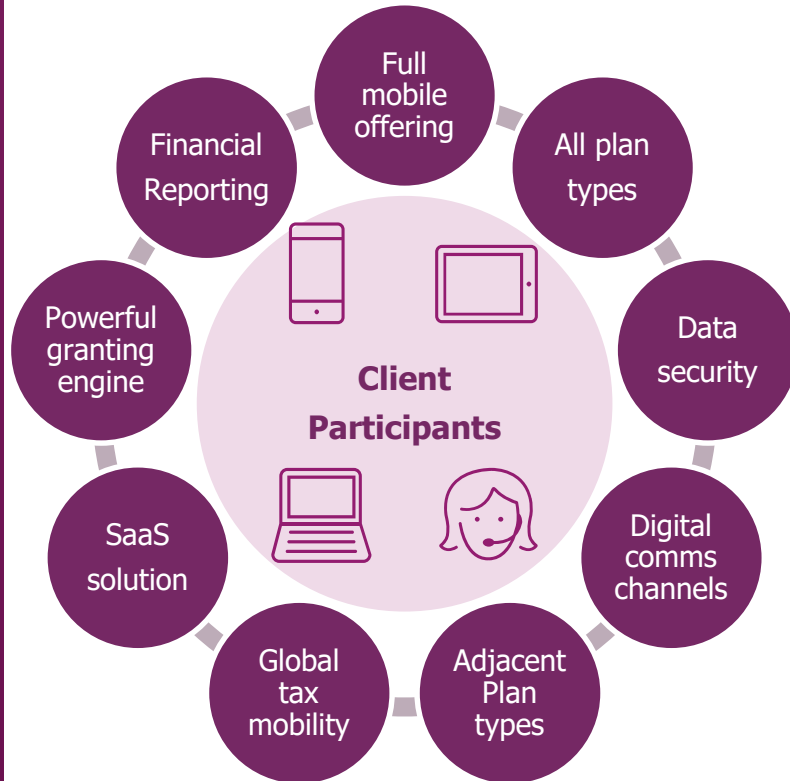 Full
mobile
offering
All plan
types
Data
security
Digital
comms
channels
Adjacent
Plan
types
Global
tax
mobility
SaaS
solution
Powerful
granting
engine
Financial
Reporting
Client
Participants